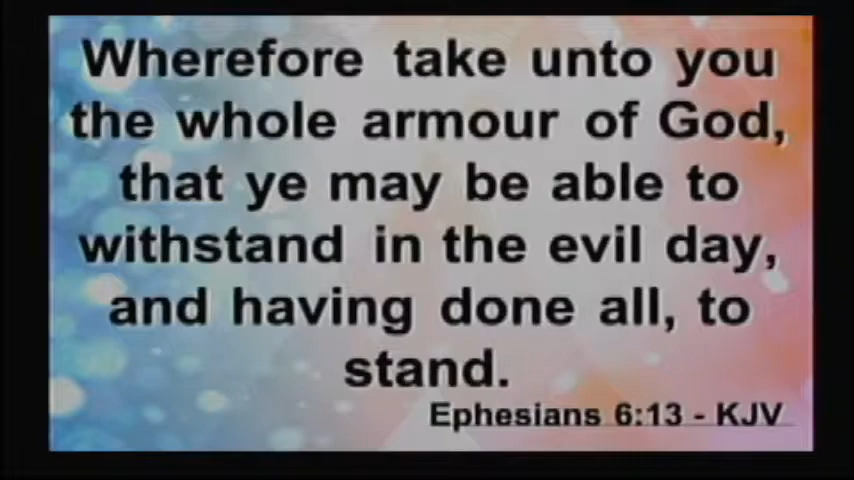 Wherefore take unto you
the whole armour of God,
that ye may be able to
withstand in the evil day,
and having done all, to
stand.
Ephesians 6:13 - KJV